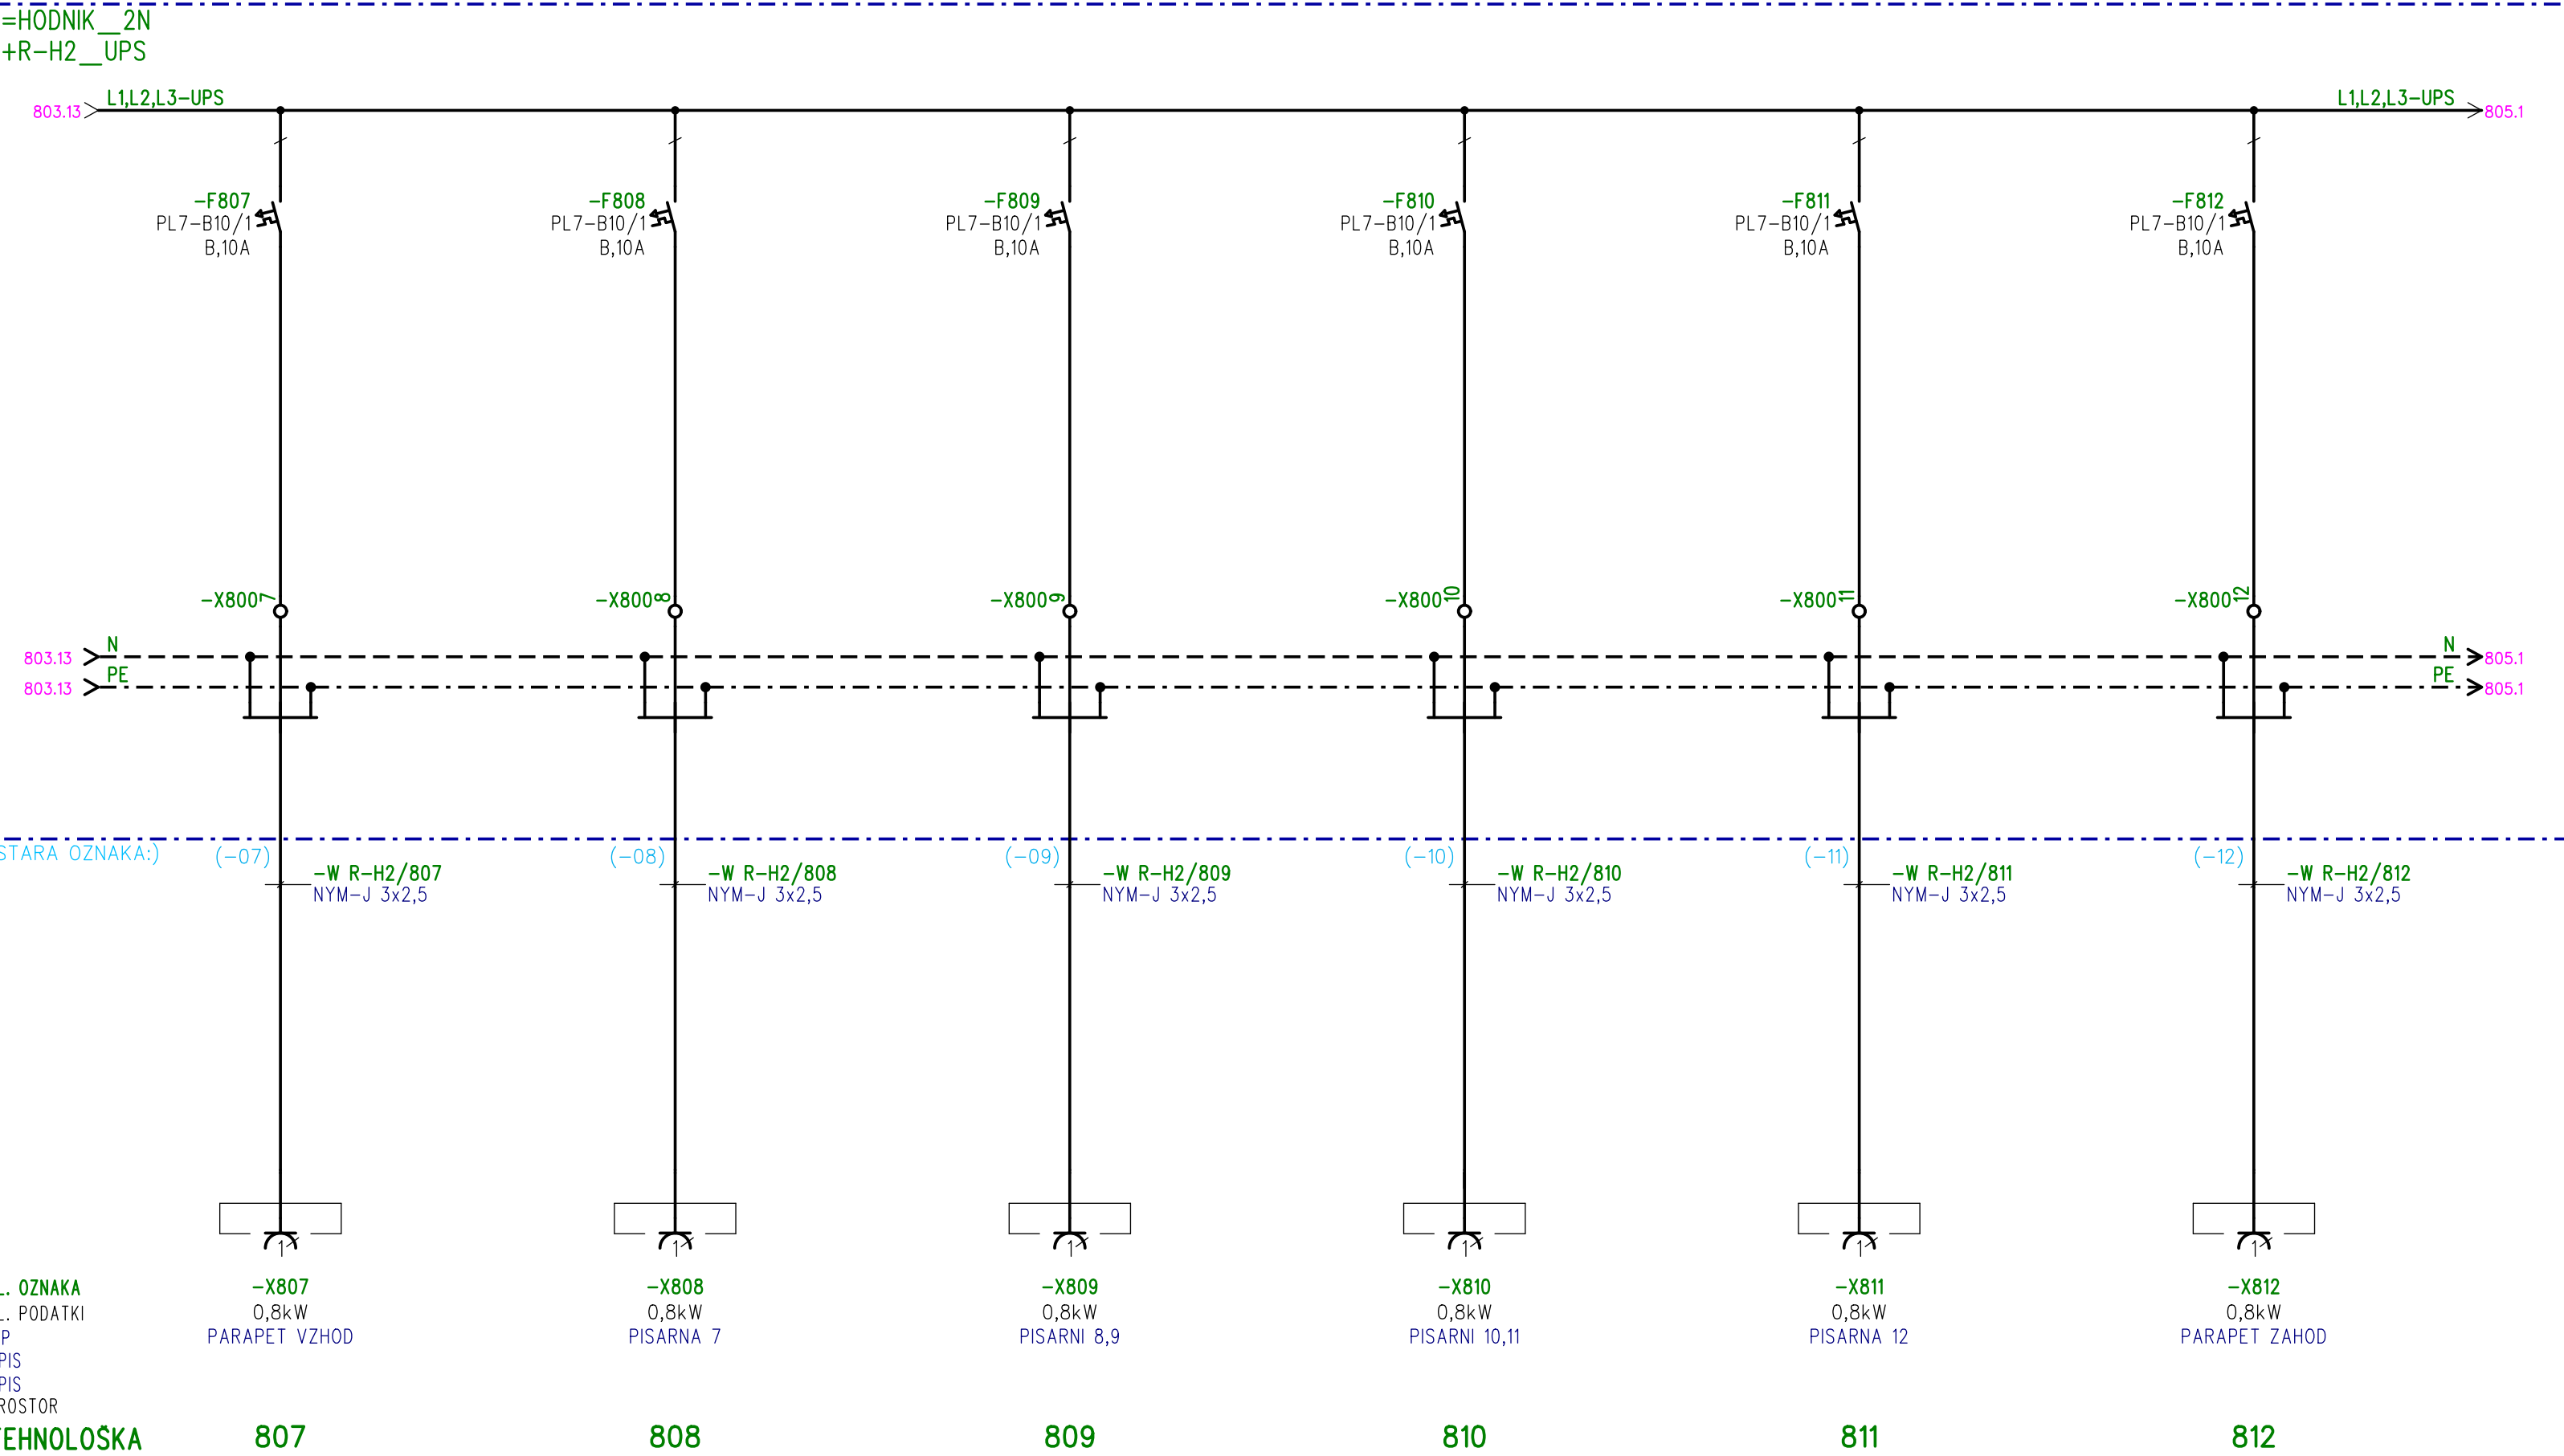 =HODNIK__2N
+R-H2__UPS
803.13 L1,L2,L3-UPS L1,L2,L3-UPS 805.1
-F807 -F808 -F809 -F810 -F811 -F812
PL7-B10/1 PL7-B10/1 PL7-B10/1 PL7-B10/1 PL7-B10/1 PL7-B10/1
B,10A B,10A B,10A B,10A B,10A B,10A
-X800 7 -X800 8 -X800 9 -X800 10 -X800 11 -X800 12
803.13 N N 805.1
803.13 PE PE 805.1
STARA OZNAKA:) (-07) (-08) (-09) (-10) (-11) (-12)
-W R-H2/807 -W R-H2/808 -W R-H2/809 -W R-H2/810 -W R-H2/811 -W R-H2/812
NYM-J 3x2,5 NYM-J 3x2,5 NYM-J 3x2,5 NYM-J 3x2,5 NYM-J 3x2,5 NYM-J 3x2,5
1 1 1 1 1 1
L. OZNAKA -X807 -X808 -X809 -X810 -X811 -X812
L. PODATKI 0,8kW 0,8kW 0,8kW 0,8kW 0,8kW 0,8kW
P PARAPET VZHOD PISARNA 7 PISARNI 8,9 PISARNI 10,11 PISARNA 12 PARAPET ZAHOD
PIS
PIS
ROSTOR
TEHNOLOŠKA 807 808 809 810 811 812